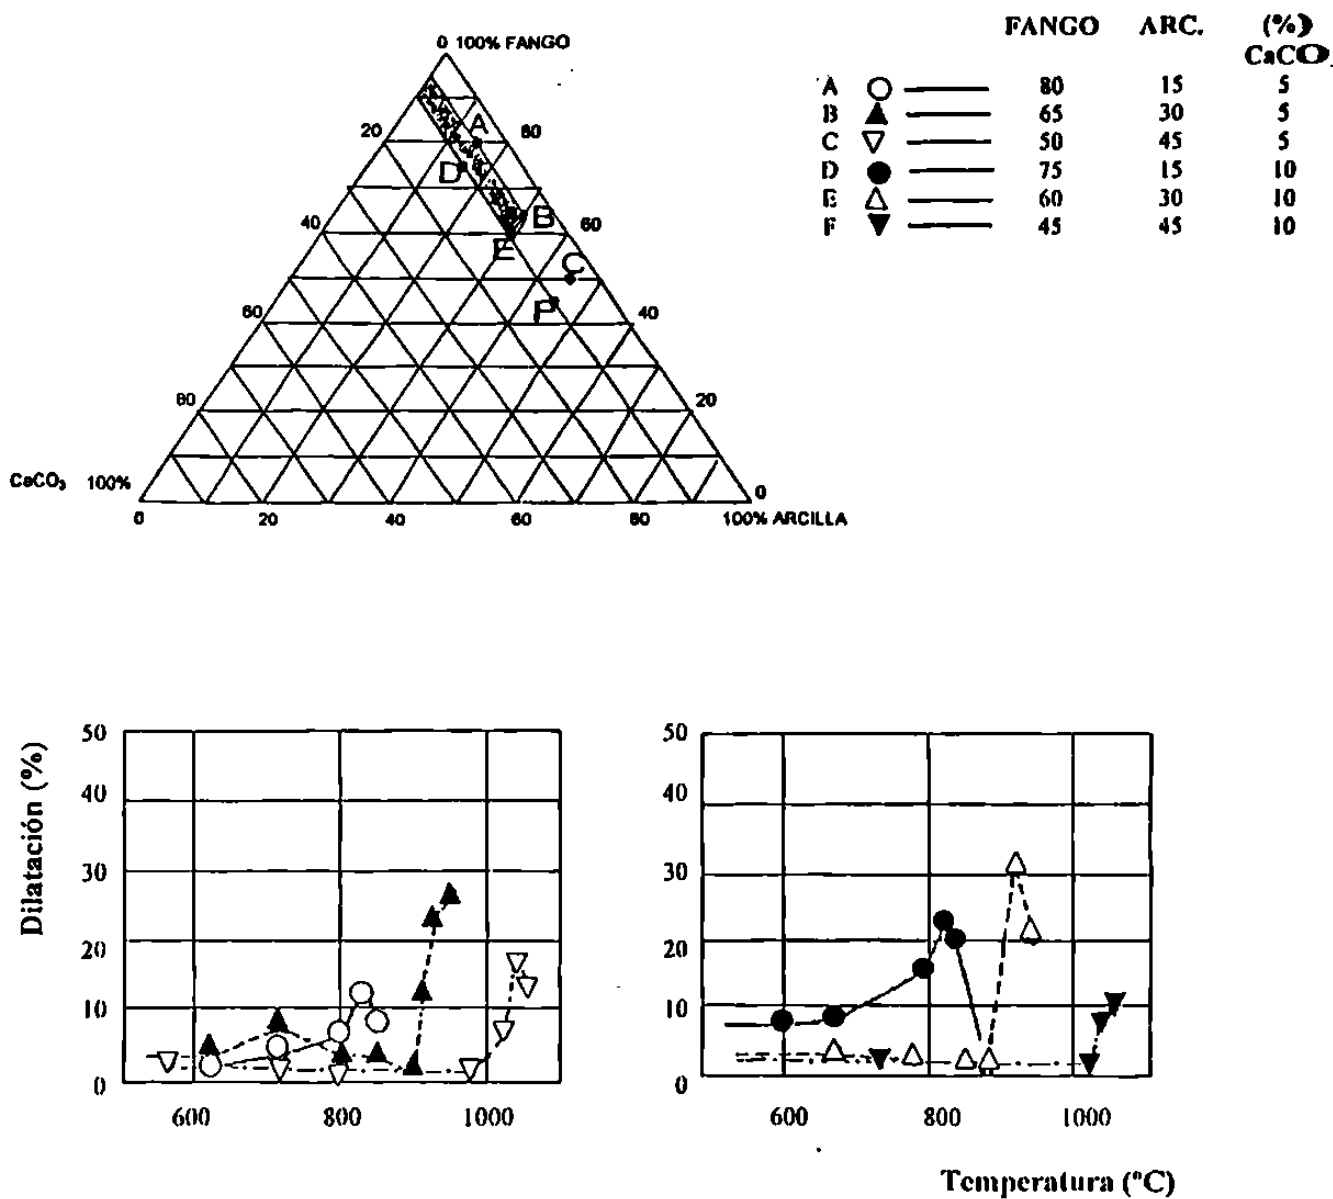 0 100% FANGO
20
80
40
60
60
40
80
20
CaCO₃ 100%
0
0
20
40
60
80
100% ARCILLA
A
D
B
E
C
F
FANGO ARC. (%)
CaCO₃
A 80 15 5
B 65 30 5
C 50 45 5
D 75 15 10
E 60 30 10
F 45 45 10
Dilatación (%)
50
40
30
20
10
0
600 800 1000
50
40
30
20
10
0
600 800 1000
Temperatura (ºC)